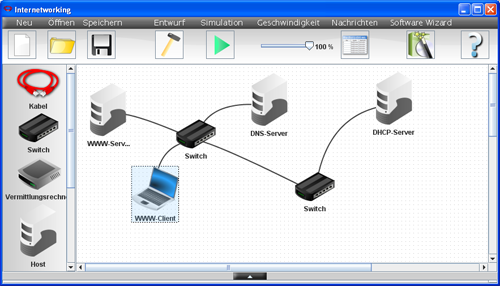 Internetworking
Neu Öffnen Speichern Entwurf Simulation Geschwindigkeit Nachrichten Software Wizard
100 %
Kabel
Switch
Vermittlungsrechne
Host
WWW-Serv...
Switch
DNS-Server
DHCP-Server
WWW-Client
Switch